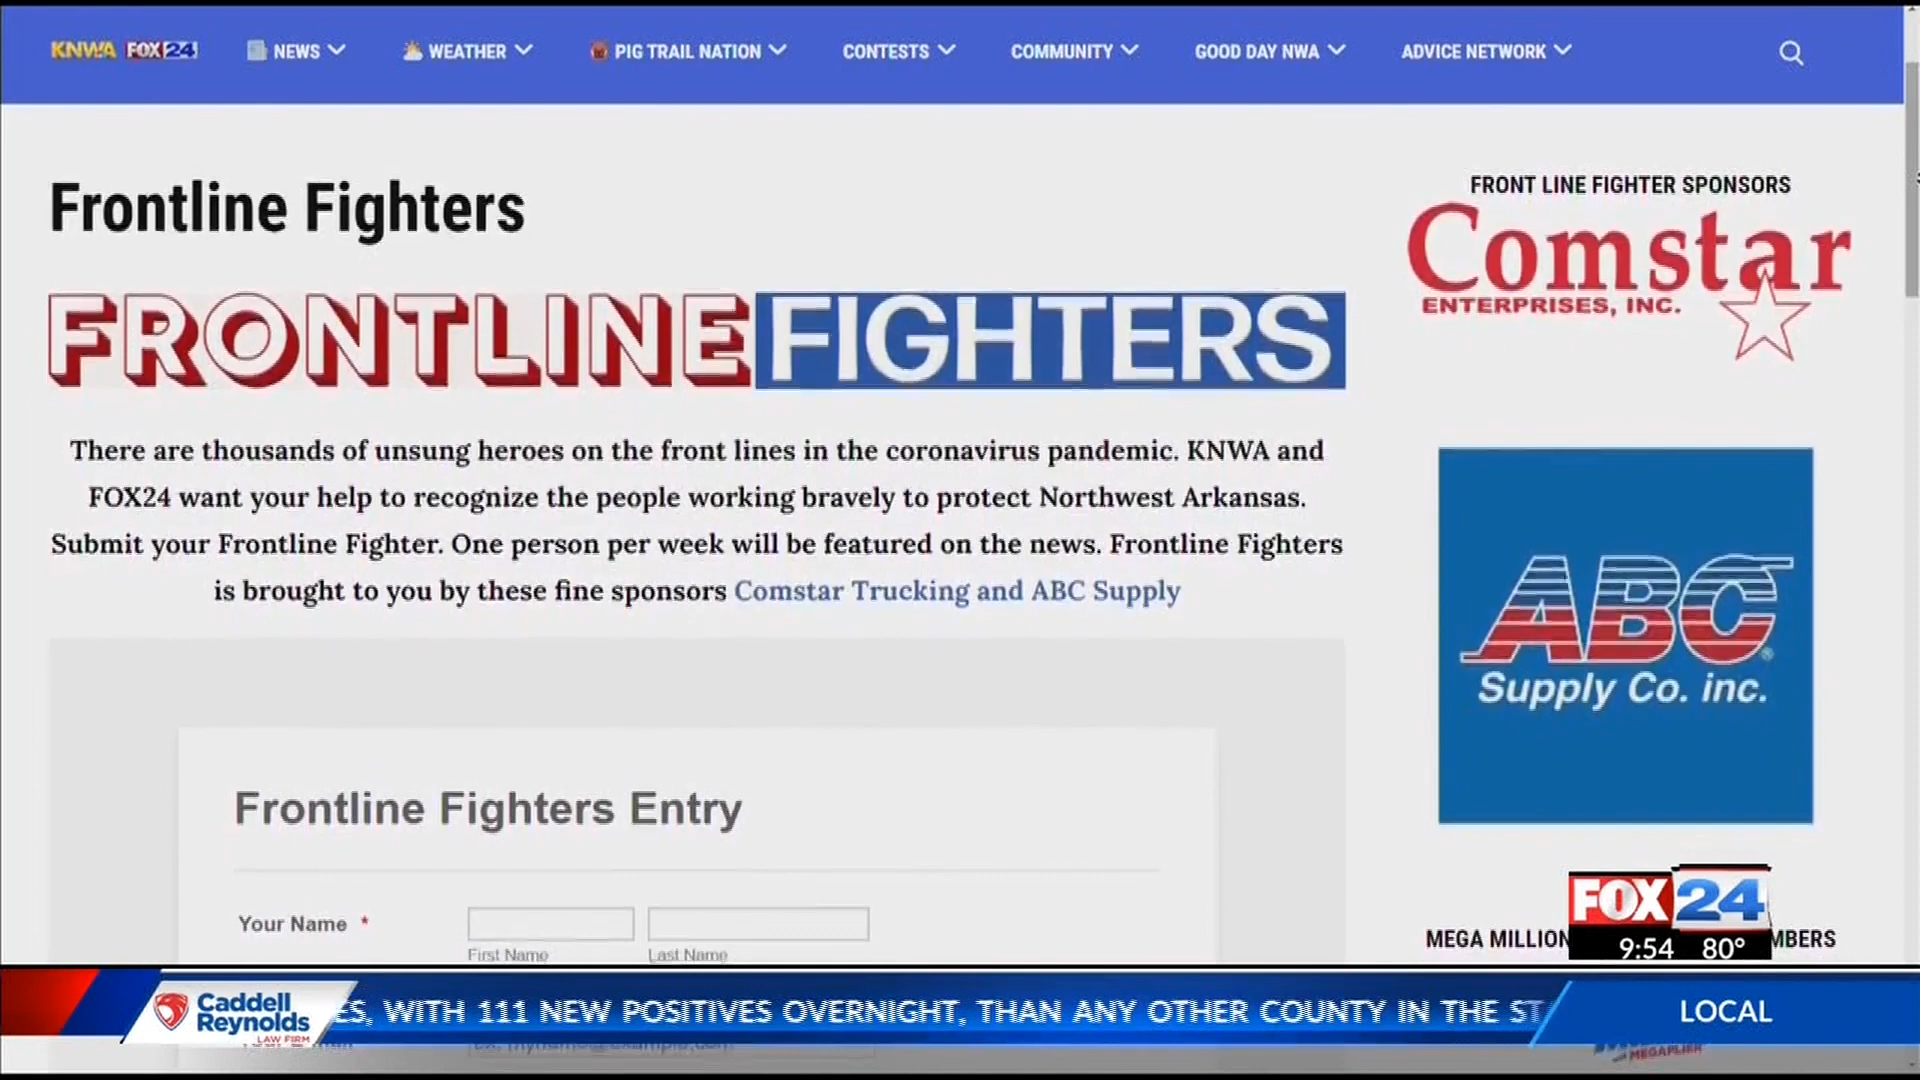 KNWA FOX 24 NEWS WEATHER PIG TRAIL NATION CONTESTS COMMUNITY GOOD DAY NWA ADVICE NETWORK
Frontline Fighters
FRONTLINE FIGHTERS
There are thousands of unsung heroes on the front lines in the coronavirus pandemic. KNWA and
FOX24 want your help to recognize the people working bravely to protect Northwest Arkansas.
Submit your Frontline Fighter. One person per week will be featured on the news. Frontline Fighters
is brought to you by these fine sponsors Comstar Trucking and ABC Supply
Frontline Fighters Entry
Your Name *
First Name Last Name
FRONT LINE FIGHTER SPONSORS
Comstar
ENTERPRISES, INC.
ABC
Supply Co. inc.
MEGA MILLION MBERS
FOX 24
9:54 80°
Caddell
Reynolds
LAW FIRM
ES, WITH 111 NEW POSITIVES OVERNIGHT, THAN ANY OTHER COUNTY IN THE ST
LOCAL
MEGAPLIER